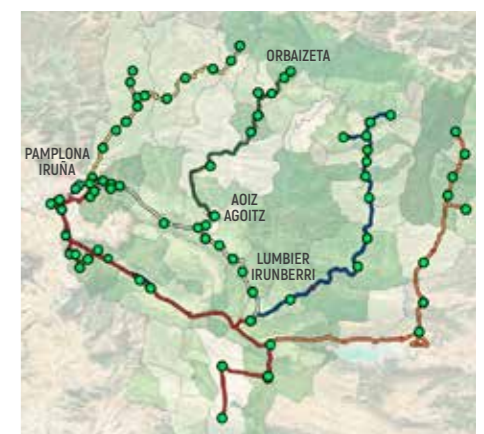 ORBAIZETA
PAMPLONA
IRUÑA
AOIZ
AGOITZ
LUMBIER
IRUNBERRI